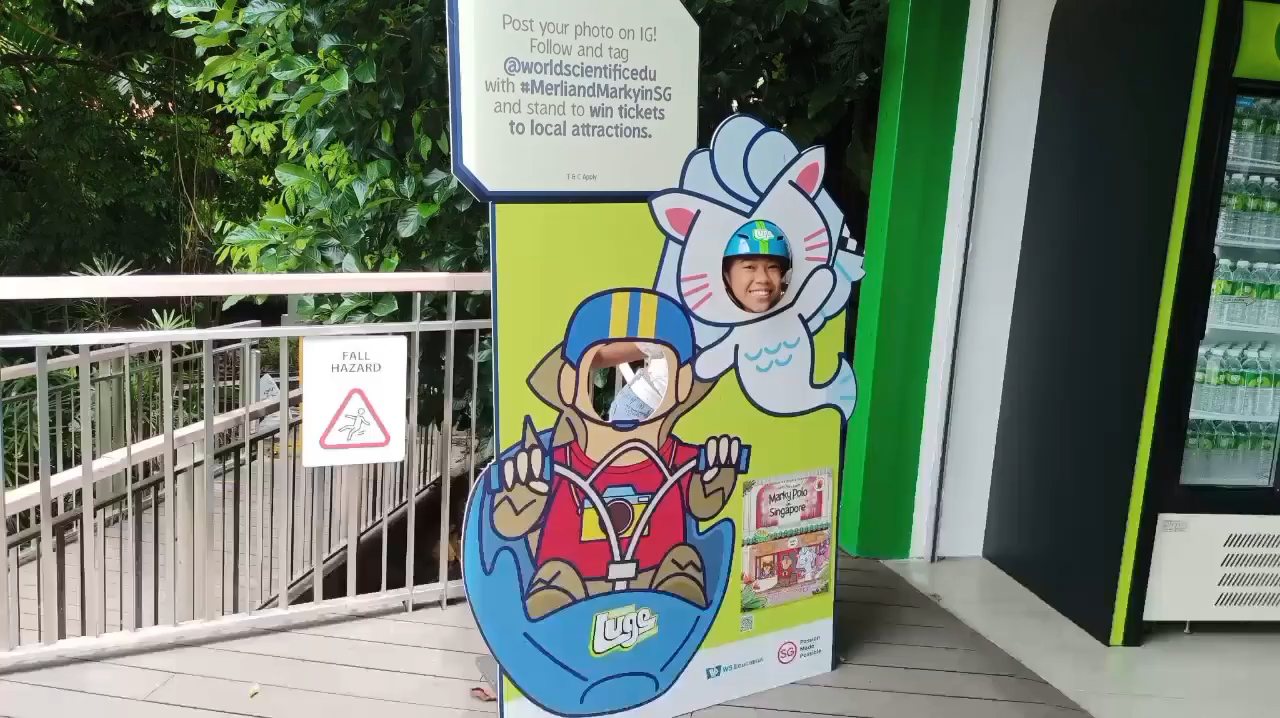 Post your photo on IG!
Follow and tag
@worldscientificedu
with #MerliandMarkyinSG
and stand to win tickets
to local attractions.
T & C Apply
Luge
FALL
HAZARD
Marky Polo
in
Singapore
Luge
SG
Passion
Made
Possible